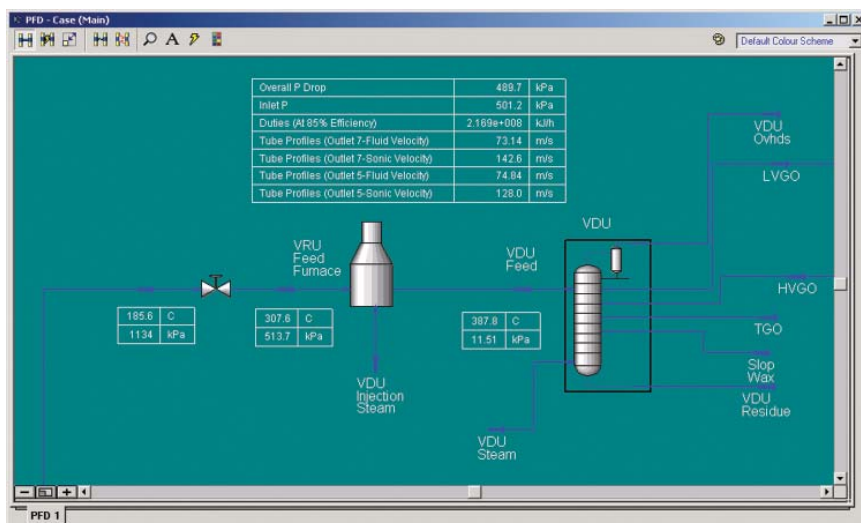 PFD - Case (Main)
A
Default Colour Scheme
Overall P Drop 489.7 kPa
Inlet P 501.2 kPa
Duties (At 85% Efficiency) 2.169e+008 kJ/h
Tube Profiles (Outlet 7-Fluid Velocity) 73.14 m/s
Tube Profiles (Outlet 7-Sonic Velocity) 142.6 m/s
Tube Profiles (Outlet 5-Fluid Velocity) 74.84 m/s
Tube Profiles (Outlet 5-Sonic Velocity) 128.0 m/s
VDU
Ovhds
LVGO
VDU
VRU
Feed
Furnace
VDU
Feed
HVGO
185.6 C
1134 kPa
307.6 C
513.7 kPa
387.8 C
11.51 kPa
TGO
Slop
Wax
VDU
Residue
VDU
Injection
Steam
VDU
Steam
PFD 1